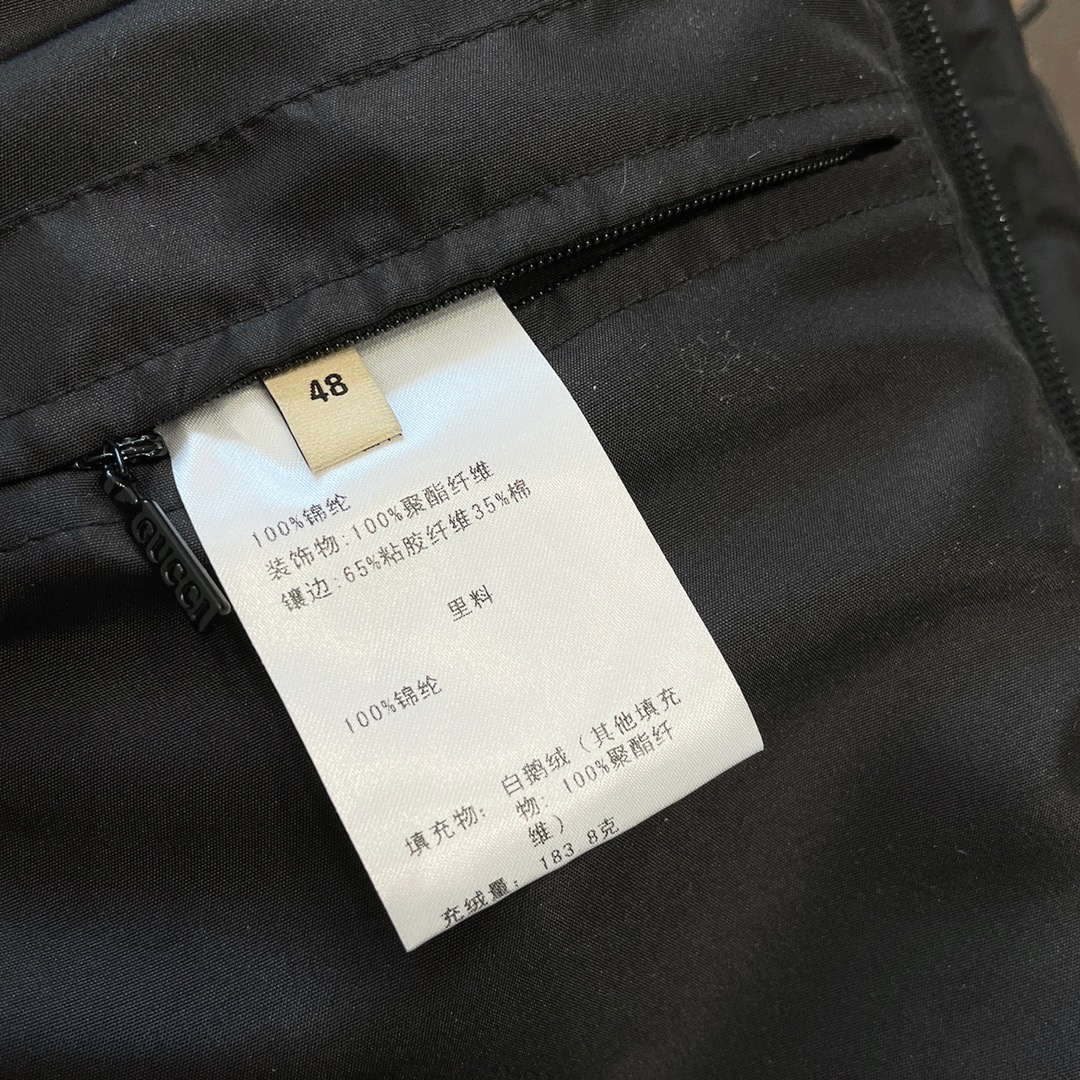 48
GUCCI
100%锦纶
装饰物:100%聚酯纤维
镶边:65%粘胶纤维35%棉
里料
100%锦纶
填充物: 白鹅绒(其他填充
物: 100%聚酯纤
维)
充绒量: 183.8克